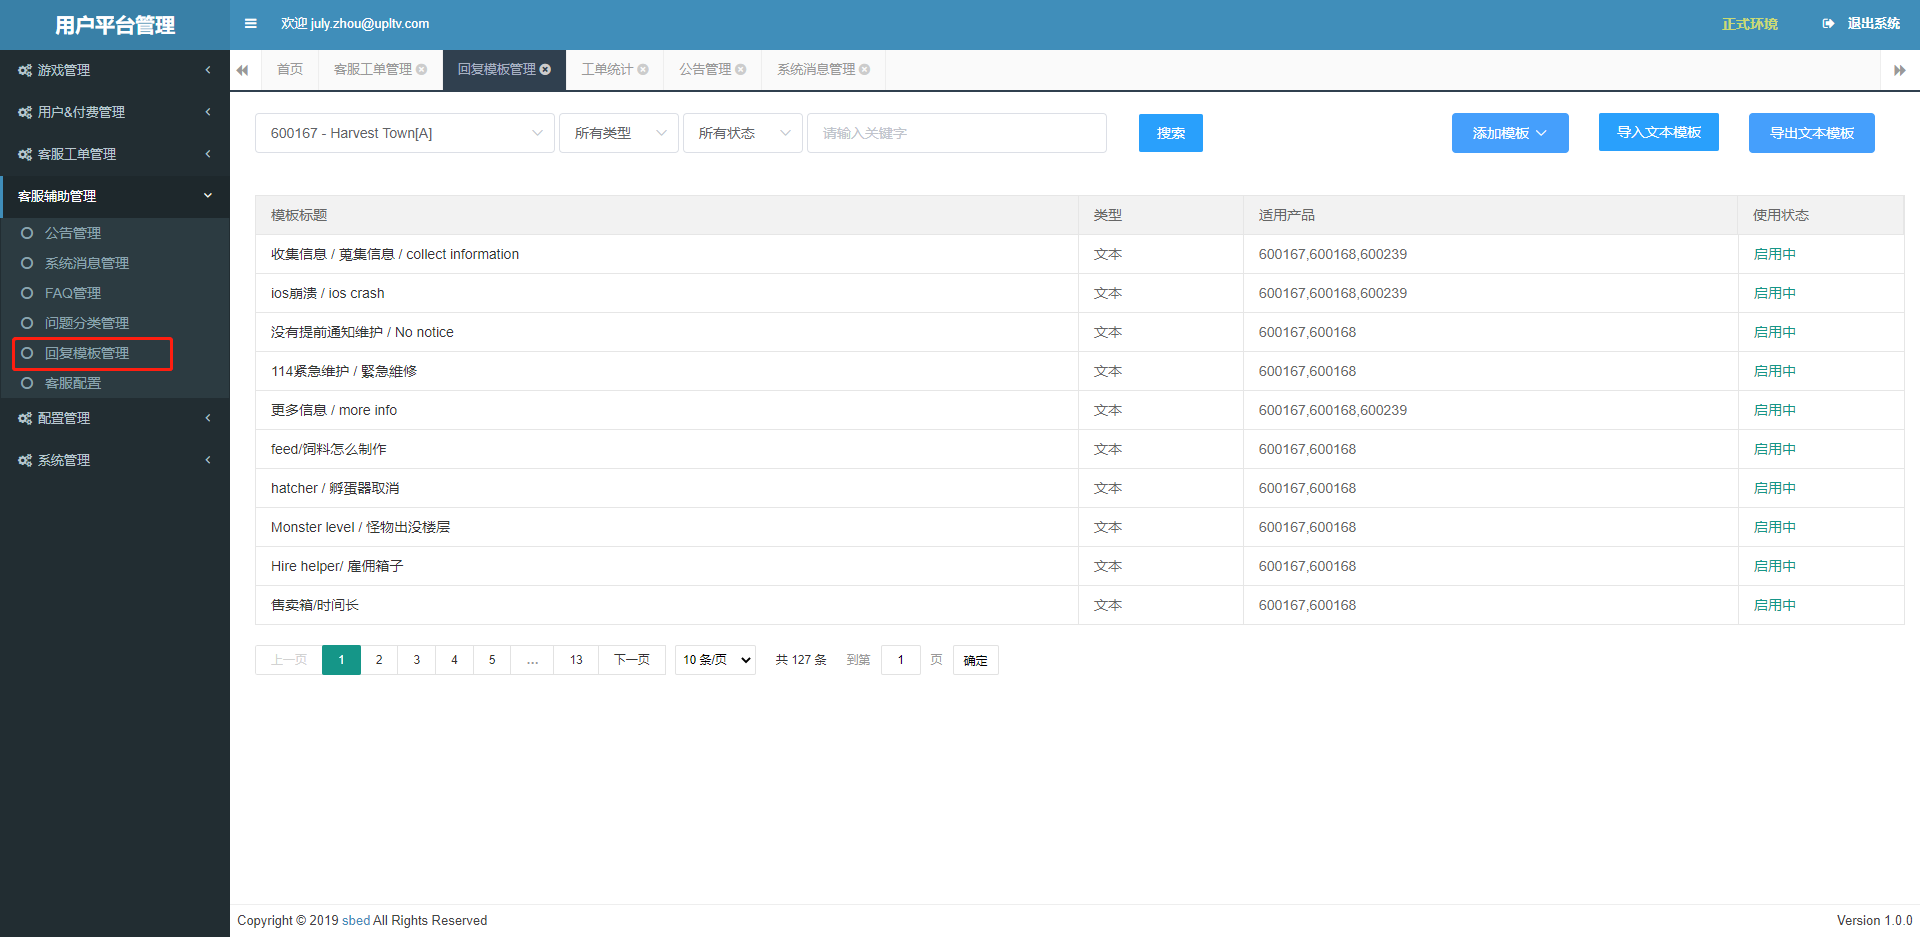 用户平台管理
欢迎 july.zhou@upltv.com
正式环境
退出系统
游戏管理
用户&付费管理
客服工单管理
客服辅助管理
公告管理
系统消息管理
FAQ管理
问题分类管理
回复模板管理
客服配置
配置管理
系统管理
首页
客服工单管理
回复模板管理
工单统计
公告管理
系统消息管理
600167 - Harvest Town[A]
所有类型
所有状态
请输入关键字
搜索
添加模板
导入文本模板
导出文本模板
模板标题 类型 适用产品 使用状态
收集信息 / 蒐集信息 / collect information 文本 600167,600168,600239 启用中
ios崩溃 / ios crash 文本 600167,600168,600239 启用中
没有提前通知维护 / No notice 文本 600167,600168 启用中
114紧急维护 / 緊急維修 文本 600167,600168 启用中
更多信息 / more info 文本 600167,600168,600239 启用中
feed/饲料怎么制作 文本 600167,600168 启用中
hatcher / 孵蛋器取消 文本 600167,600168 启用中
Monster level / 怪物出没楼层 文本 600167,600168 启用中
Hire helper/ 雇佣箱子 文本 600167,600168 启用中
售卖箱/时间长 文本 600167,600168 启用中
上一页 1 2 3 4 5 … 13 下一页 10 条/页 共 127 条 到第 1 页 确定
Copyright © 2019 sbed All Rights Reserved
Version 1.0.0